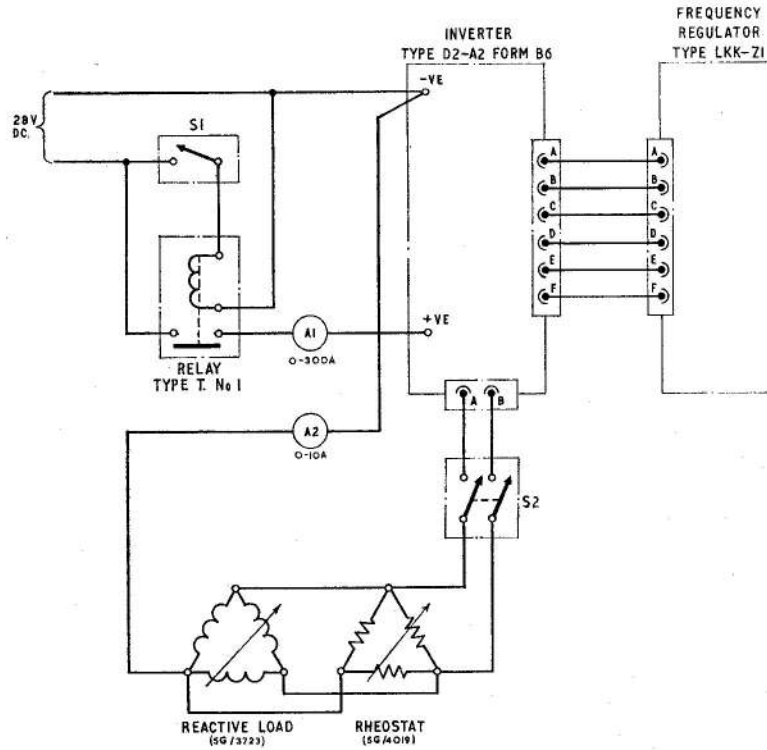 FREQUENCY
REGULATOR
TYPE LKK-Z1
INVERTER
TYPE D2-A2 FORM B6
-VE
28V
DC.
S1
A
B
C
D
E
F
A
B
C
D
E
F
+VE
A1
0-300A
RELAY
TYPE T. No 1
A
B
A2
0-10A
S2
REACTIVE LOAD
(5G/3723)
RHEOSTAT
(5G/4019)